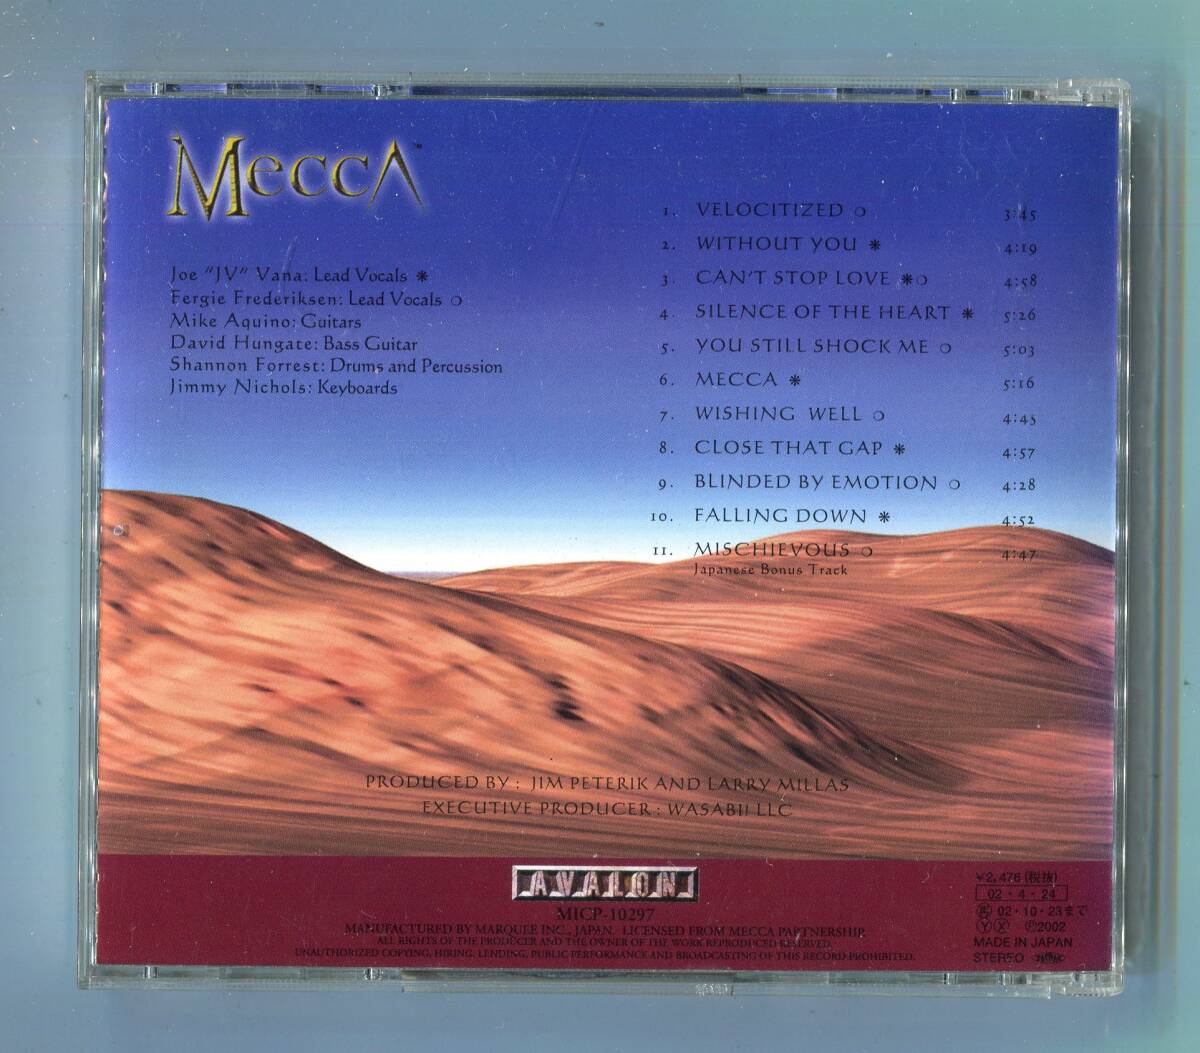 MeccA™
Joe "JV" Vana: Lead Vocals ❋
Fergie Frederiksen: Lead Vocals ❍
Mike Aquino: Guitars
David Hungate: Bass Guitar
Shannon Forrest: Drums and Percussion
Jimmy Nichols: Keyboards
1. VELOCITIZED ❍ 3:45
2. WITHOUT YOU ❋ 4:19
3. CAN'T STOP LOVE ❋❍ 4:58
4. SILENCE OF THE HEART ❋ 5:26
5. YOU STILL SHOCK ME ❍ 5:03
6. MECCA ❋ 5:16
7. WISHING WELL ❍ 4:45
8. CLOSE THAT GAP ❋ 4:57
9. BLINDED BY EMOTION ❍ 4:28
10. FALLING DOWN ❋ 4:52
11. MISCHIEVOUS ❍ 4:47
Japanese Bonus Track
PRODUCED BY : JIM PETERIK AND LARRY MILLAS
EXECUTIVE PRODUCER : WASABII LLC
AVALON
MICP-10297
MANUFACTURED BY MARQUEE INC., JAPAN. LICENSED FROM MECCA PARTNERSHIP
ALL RIGHTS OF THE PRODUCER AND THE OWNER OF THE WORK REPRODUCED RESERVED.
UNAUTHORIZED COPYING, HIRING, LENDING, PUBLIC PERFORMANCE AND BROADCASTING OF THIS RECORD PROHIBITED.
¥2,476 (税抜)
02・4・24
再 02・10・23まで
Ⓨ Ⓧ ℗2002
MADE IN JAPAN
STEREO